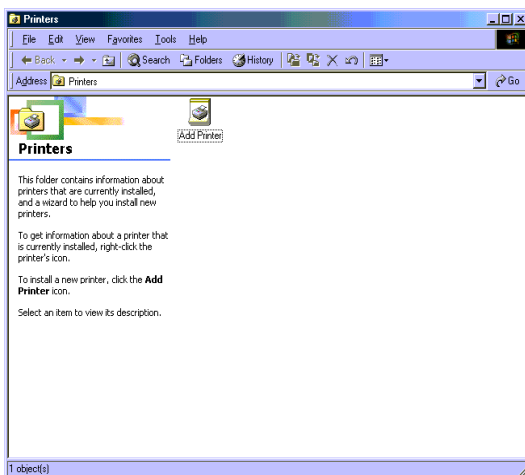 Printers
File Edit View Favorites Tools Help
Back Search Folders History
Address Printers Go
Add Printer
Printers
This folder contains information about
printers that are currently installed,
and a wizard to help you install new
printers.
To get information about a printer that
is currently installed, right-click the
printer's icon.
To install a new printer, click the Add
Printer icon.
Select an item to view its description.
1 object(s)